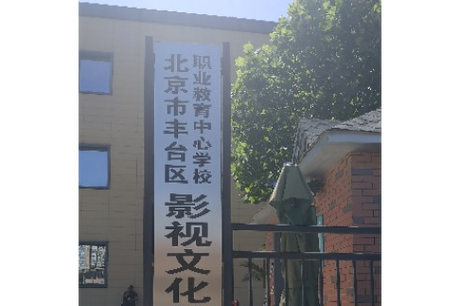 北京市丰台区
职业教育中心学校
影视文化